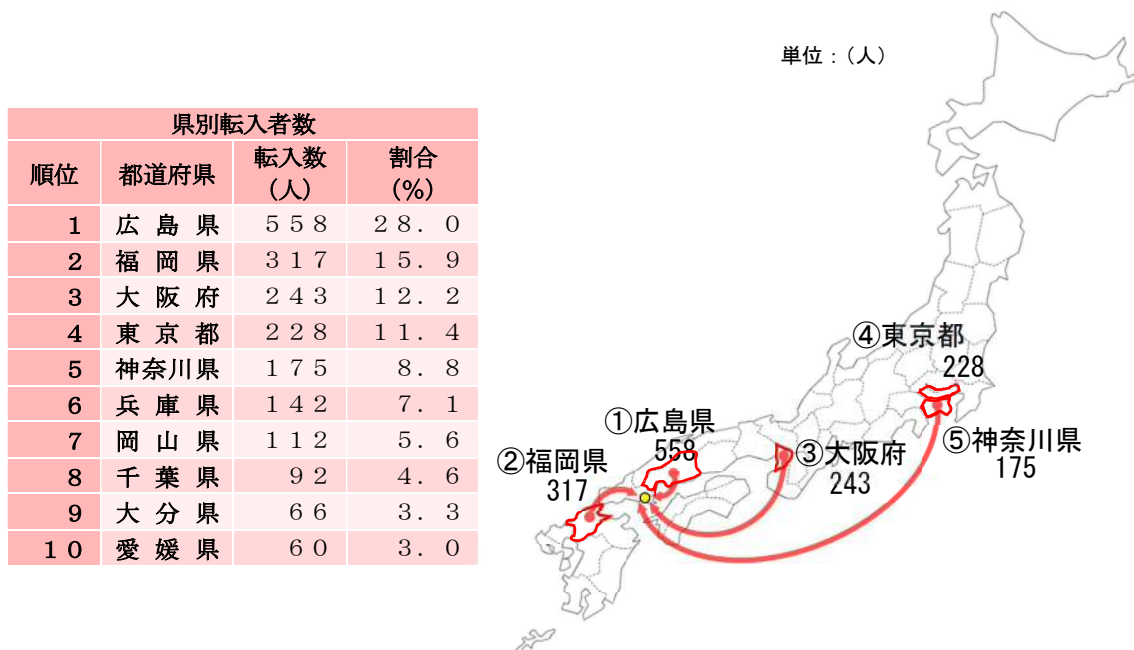 単位：（人）
県別転入者数
順位 都道府県 転入数（人） 割合（%）
1 広島県 558 28.0
2 福岡県 317 15.9
3 大阪府 243 12.2
4 東京都 228 11.4
5 神奈川県 175 8.8
6 兵庫県 142 7.1
7 岡山県 112 5.6
8 千葉県 92 4.6
9 大分県 66 3.3
10 愛媛県 60 3.0
④東京都
228
①広島県
558
②福岡県
317
③大阪府
243
⑤神奈川県
175